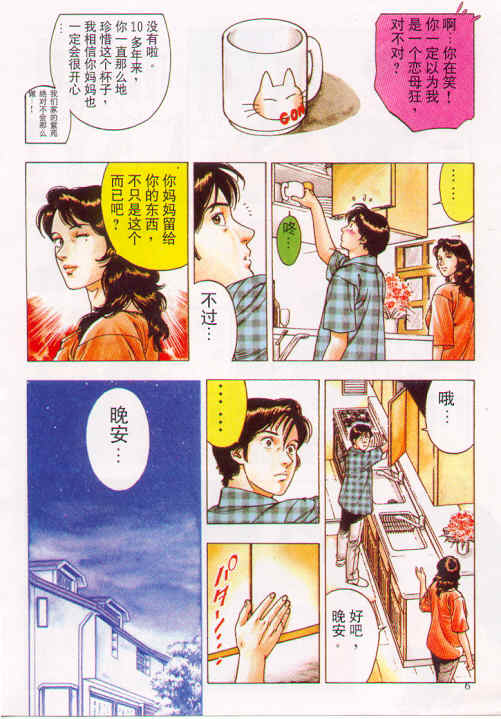 啊…你在笑！
你一定以为我
是一个恋母狂，
对不对？
GON
没有啦。
10多年来，
你一直那么地
珍惜这个杯子，
我相信你妈妈也
一定会很开心
我们家的爱苑
绝对不会那么
做…！
……
咚…
不过…
你妈妈留给
你的东西，
不只是这个
而已吧？
哦…
好吧，
晚安。
……
パター…
晚安…
6